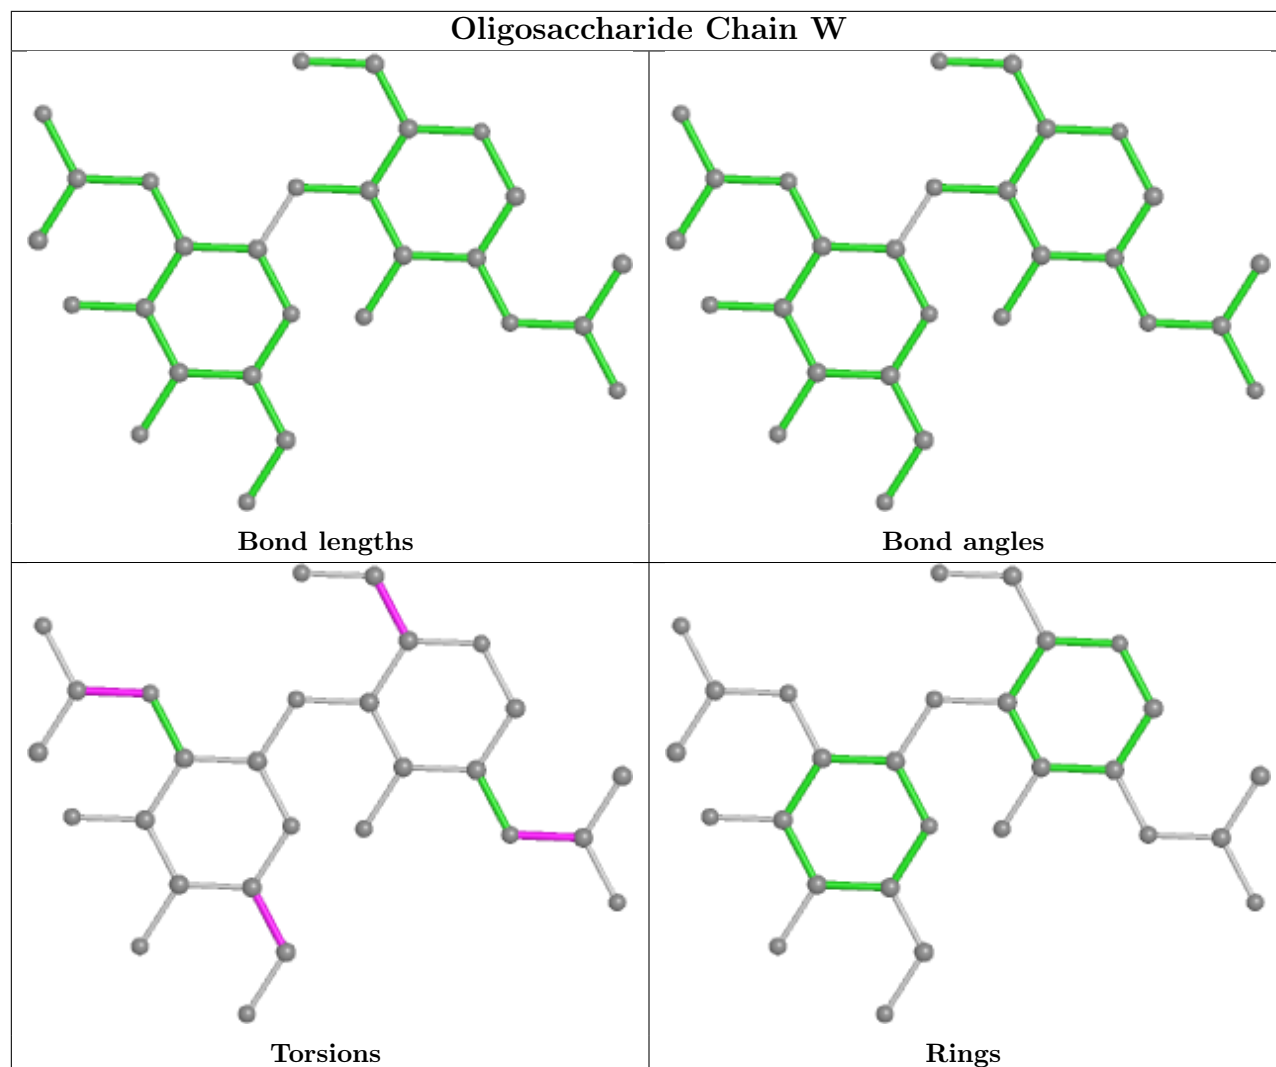 Oligosaccharide Chain W
Bond lengths
Bond angles
Torsions
Rings